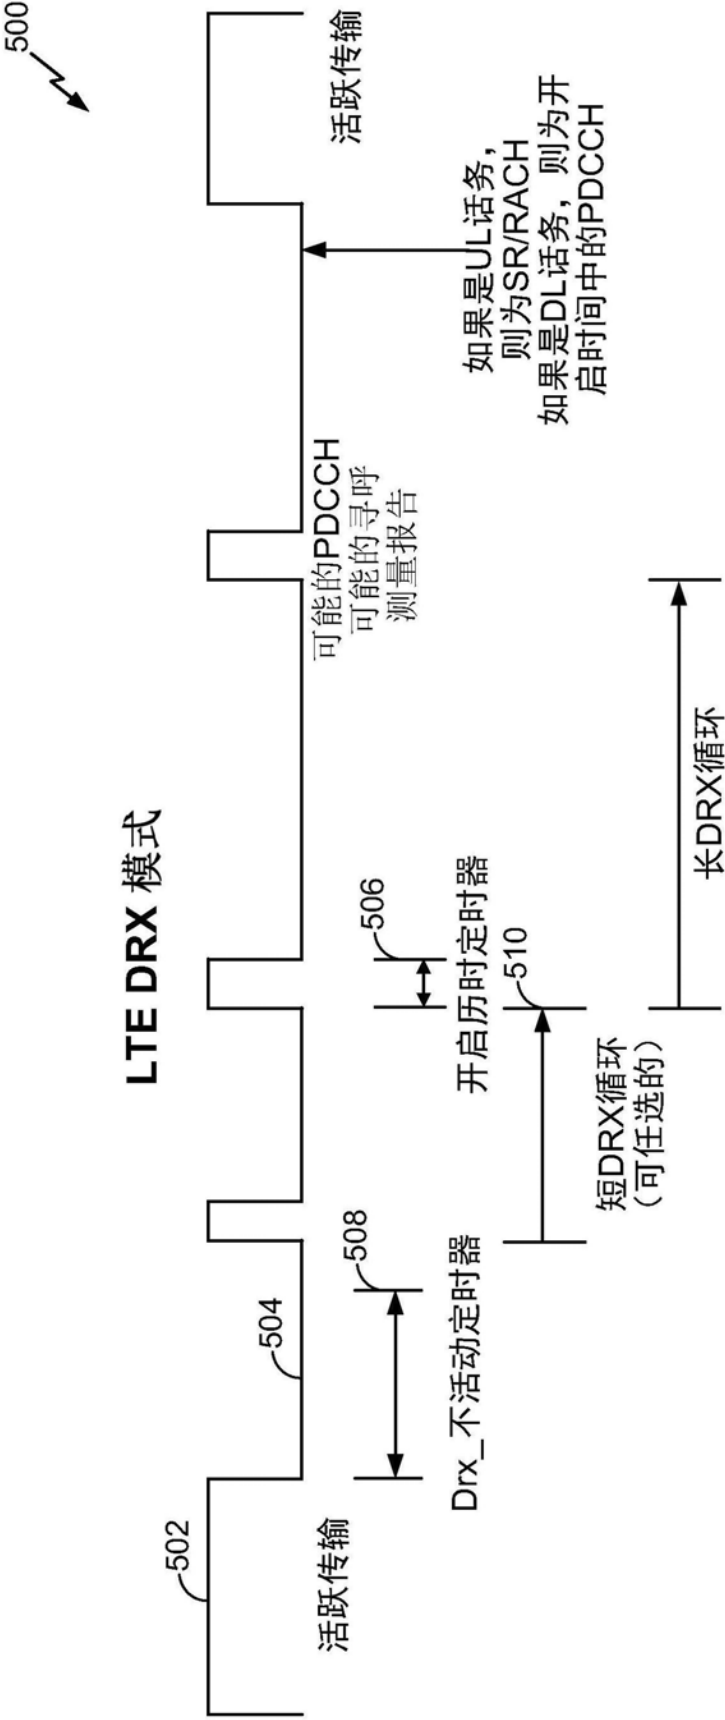 500
LTE DRX 模式
502
504
活跃传输
508
Drx_不活动定时器
506
开启历时定时器
510
短DRX循环
（可任选的）
长DRX循环
可能的PDCCH
可能的寻呼
测量报告
如果是UL话务，
则为SR/RACH
如果是DL话务，则为开
启时间中的PDCCH
活跃传输